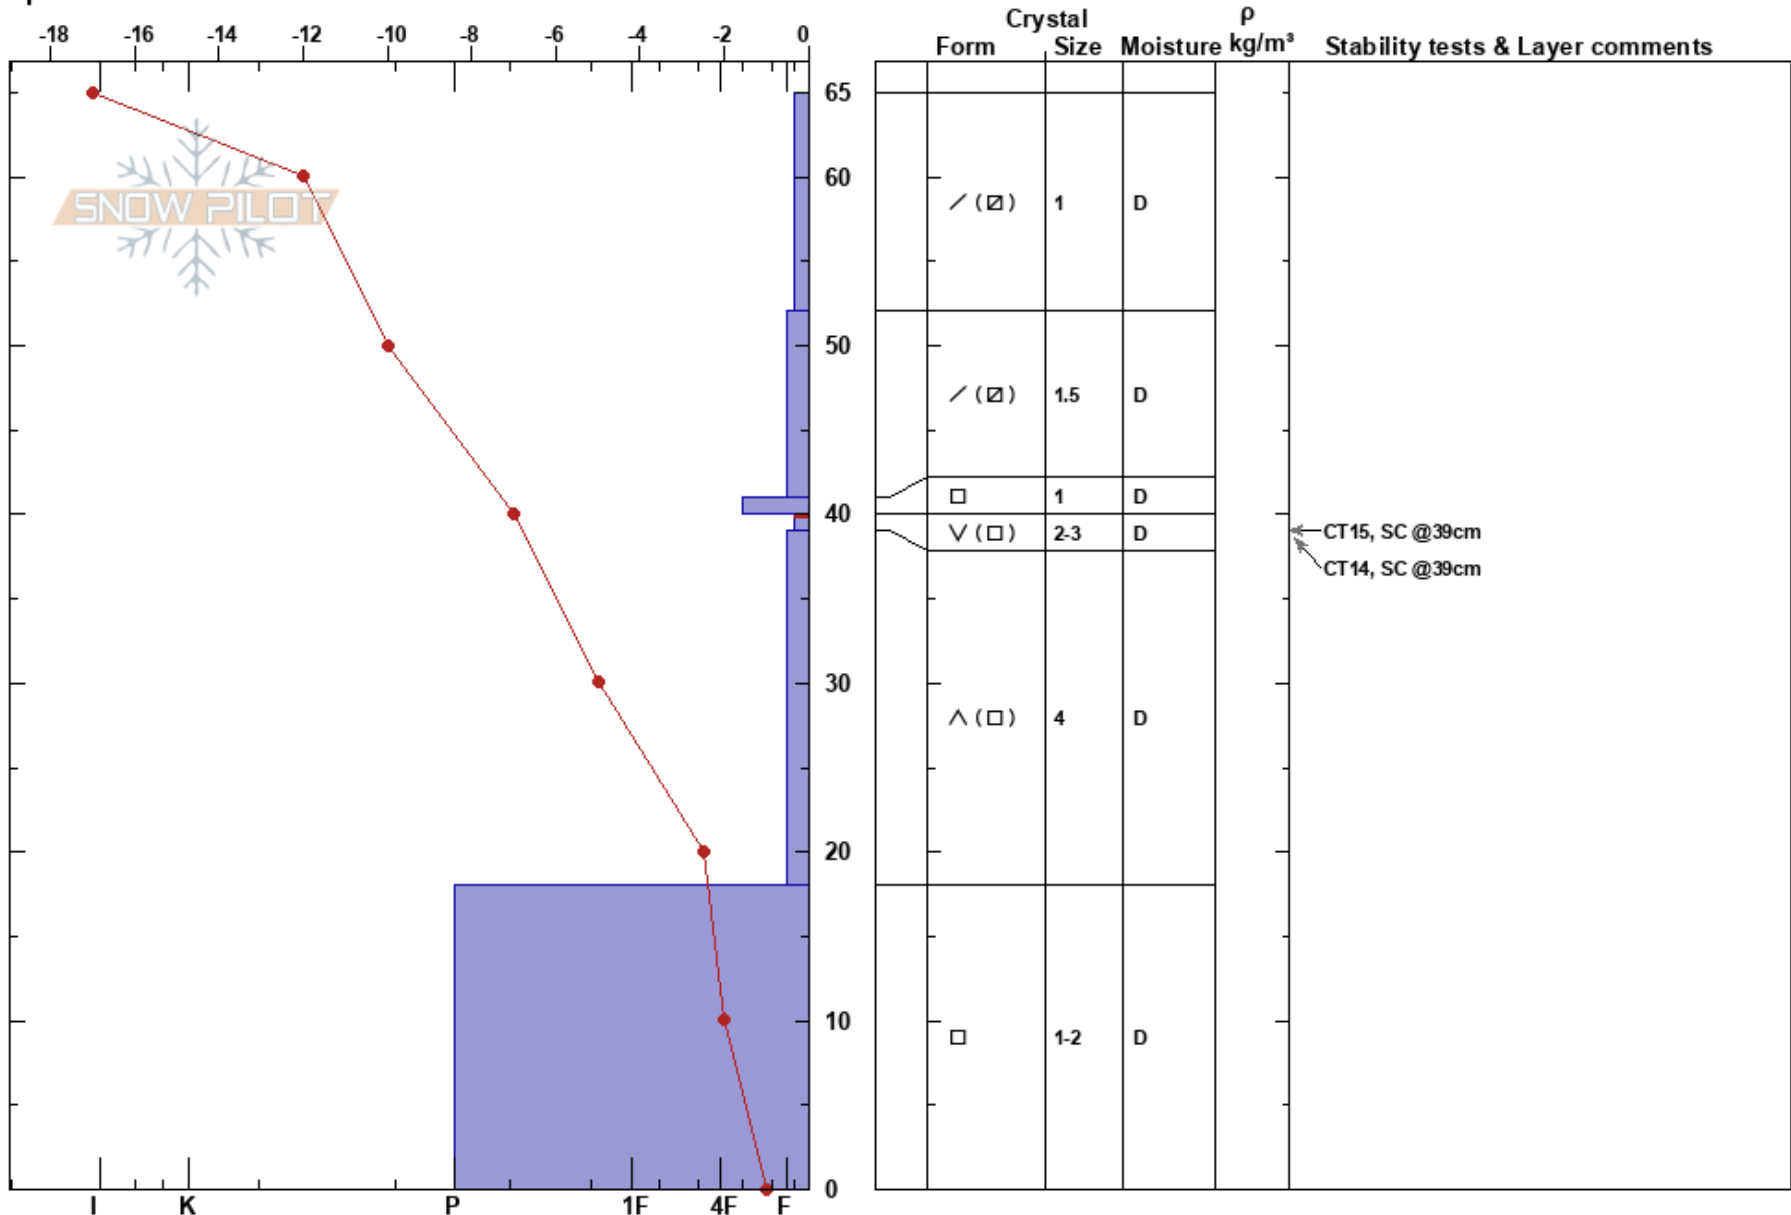 -18 -16 -14 -12 -10 -8 -6 -4 -2 0
Crystal ρ
Form Size Moisture kg/m³ Stability tests & Layer comments
65
60
SNOW PILOT
1 D
50
1.5 D
1 D
40
2-3 D
CT15, SC @39cm
CT14, SC @39cm
30
4 D
20
10
1-2 D
0
I K P 1F 4F F